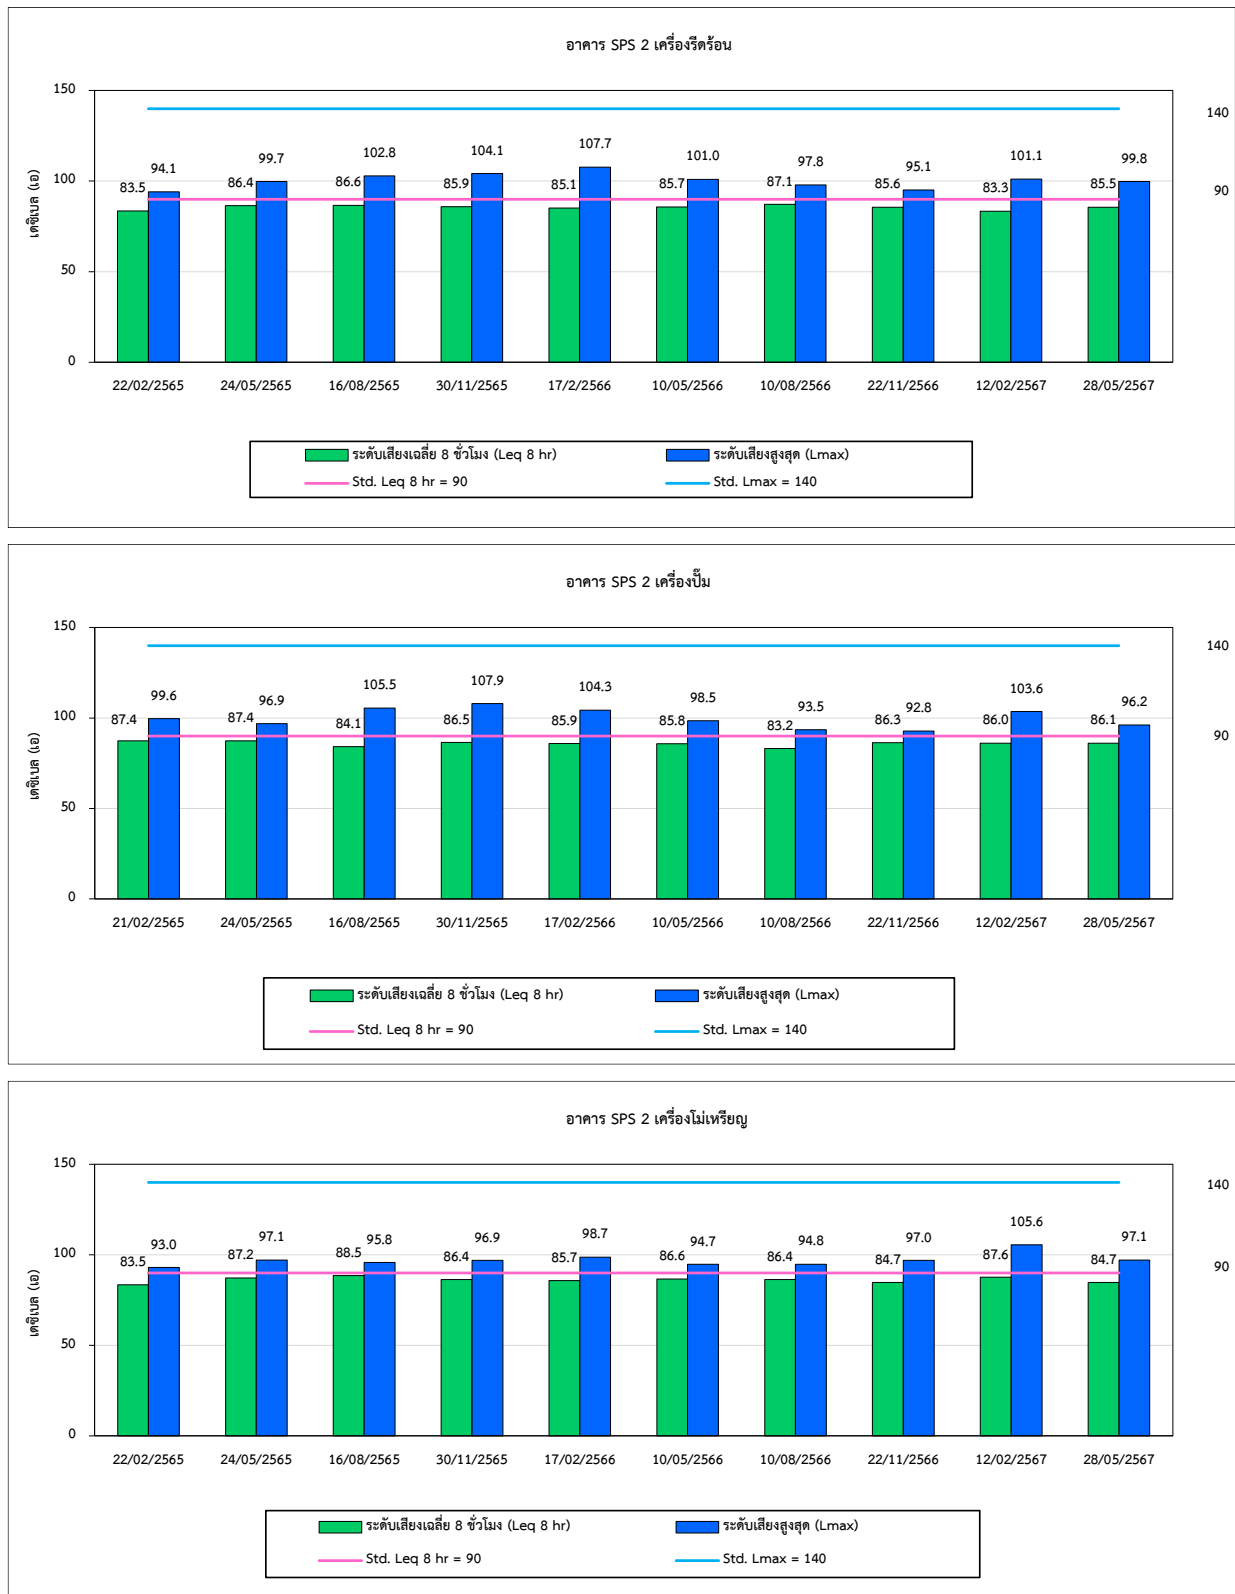 อาคาร SPS 2 เครื่องรีดร้อน
150
100
50
0
เดซิเบล (เอ)
140
90
83.5 94.1 86.4 99.7 86.6 102.8 85.9 104.1 85.1 107.7 85.7 101.0 87.1 97.8 85.6 95.1 83.3 101.1 85.5 99.8
22/02/2565 24/05/2565 16/08/2565 30/11/2565 17/2/2566 10/05/2566 10/08/2566 22/11/2566 12/02/2567 28/05/2567
ระดับเสียงเฉลี่ย 8 ชั่วโมง (Leq 8 hr) ระดับเสียงสูงสุด (Lmax)
Std. Leq 8 hr = 90 Std. Lmax = 140
อาคาร SPS 2 เครื่องปั๊ม
150
100
50
0
เดซิเบล (เอ)
140
90
87.4 99.6 87.4 96.9 84.1 105.5 86.5 107.9 85.9 104.3 85.8 98.5 83.2 93.5 86.3 92.8 86.0 103.6 86.1 96.2
21/02/2565 24/05/2565 16/08/2565 30/11/2565 17/02/2566 10/05/2566 10/08/2566 22/11/2566 12/02/2567 28/05/2567
ระดับเสียงเฉลี่ย 8 ชั่วโมง (Leq 8 hr) ระดับเสียงสูงสุด (Lmax)
Std. Leq 8 hr = 90 Std. Lmax = 140
อาคาร SPS 2 เครื่องโม่เหรียญ
150
100
50
0
เดซิเบล (เอ)
140
90
83.5 93.0 87.2 97.1 88.5 95.8 86.4 96.9 85.7 98.7 86.6 94.7 86.4 94.8 84.7 97.0 87.6 105.6 84.7 97.1
22/02/2565 24/05/2565 16/08/2565 30/11/2565 17/02/2566 10/05/2566 10/08/2566 22/11/2566 12/02/2567 28/05/2567
ระดับเสียงเฉลี่ย 8 ชั่วโมง (Leq 8 hr) ระดับเสียงสูงสุด (Lmax)
Std. Leq 8 hr = 90 Std. Lmax = 140